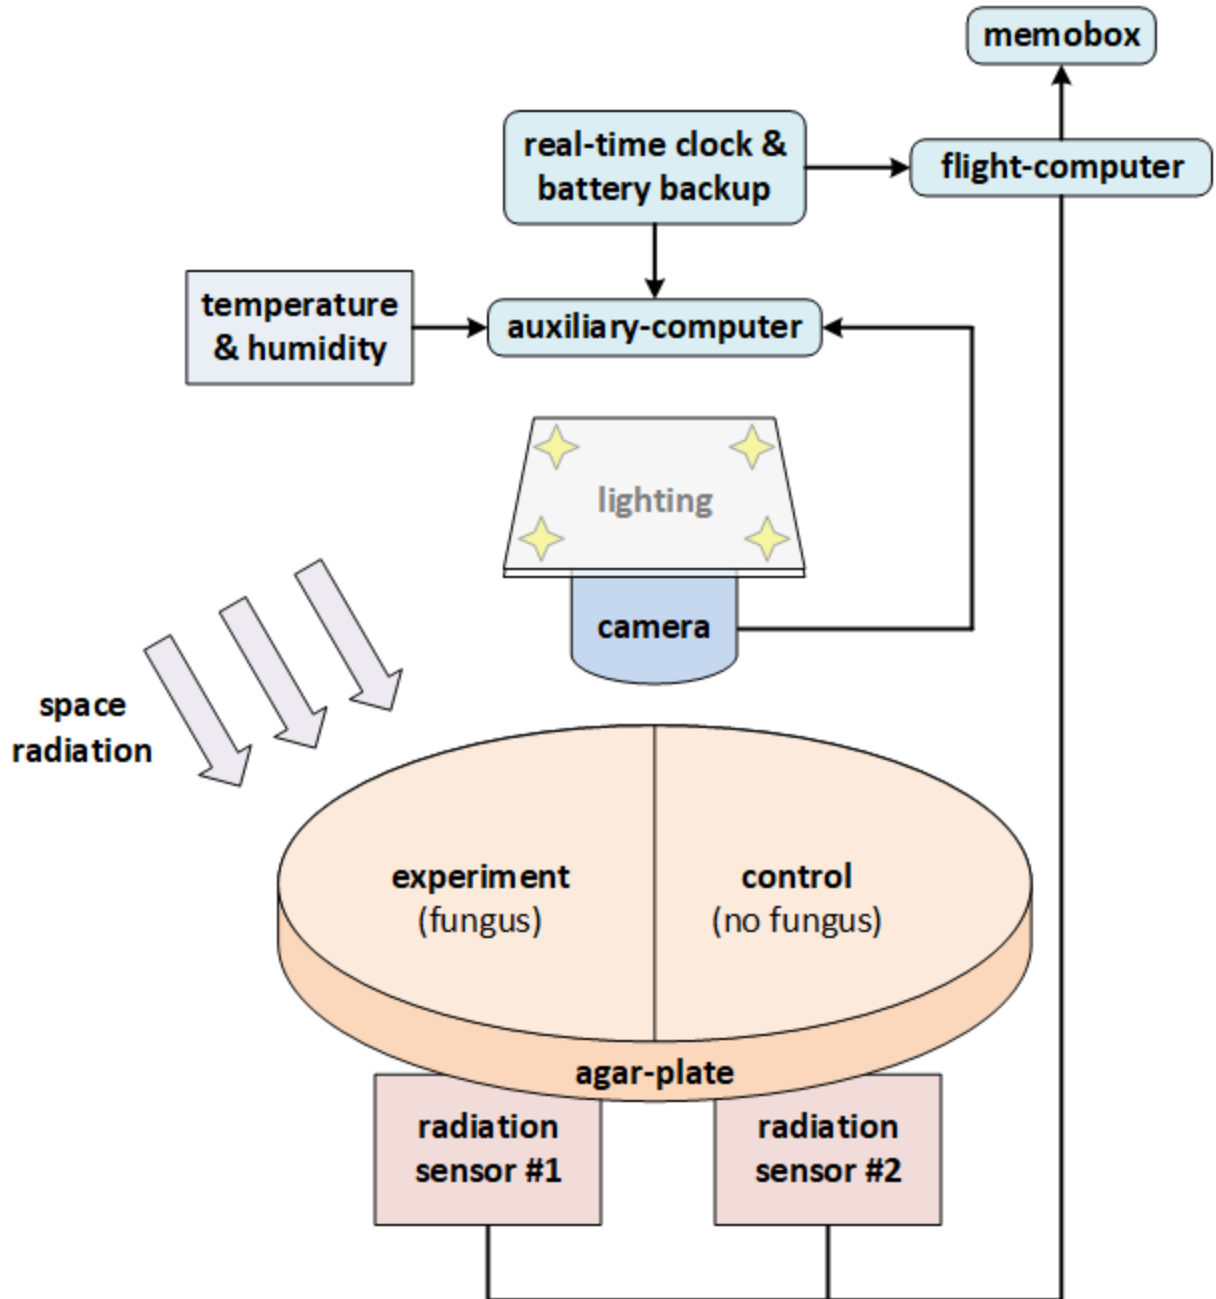 memobox
real-time clock &
battery backup
flight-computer
temperature
& humidity
auxiliary-computer
lighting
camera
space
radiation
experiment
(fungus)
control
(no fungus)
agar-plate
radiation
sensor #1
radiation
sensor #2